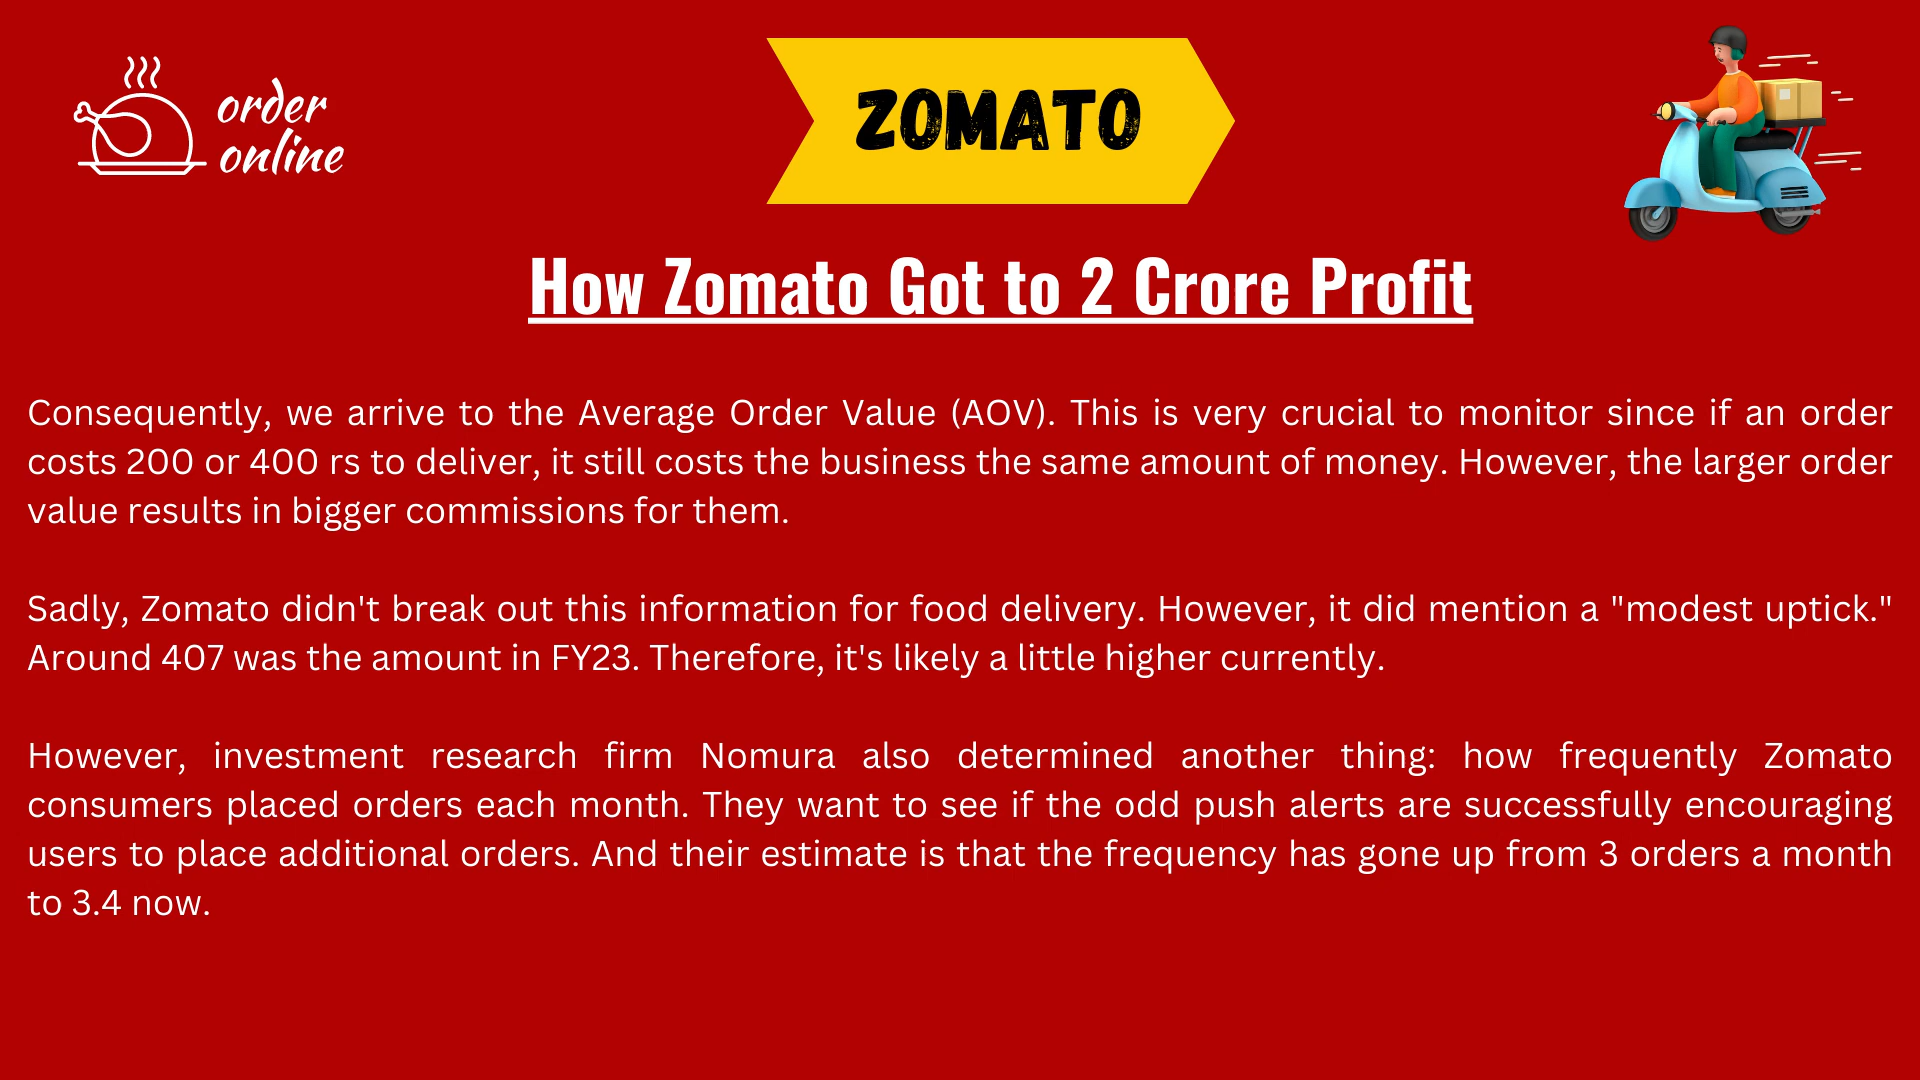 order
online
ZOMATO
How Zomato Got to 2 Crore Profit
Consequently, we arrive to the Average Order Value (AOV). This is very crucial to monitor since if an order
costs 200 or 400 rs to deliver, it still costs the business the same amount of money. However, the larger order
value results in bigger commissions for them.
Sadly, Zomato didn't break out this information for food delivery. However, it did mention a "modest uptick."
Around 407 was the amount in FY23. Therefore, it's likely a little higher currently.
However, investment research firm Nomura also determined another thing: how frequently Zomato
consumers placed orders each month. They want to see if the odd push alerts are successfully encouraging
users to place additional orders. And their estimate is that the frequency has gone up from 3 orders a month
to 3.4 now.